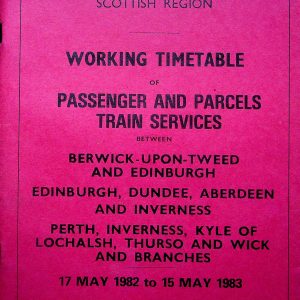 SCOTTISH REGION
WORKING TIMETABLE
OF
PASSENGER AND PARCELS
TRAIN SERVICES
BETWEEN
BERWICK-UPON-TWEED
AND EDINBURGH
EDINBURGH, DUNDEE, ABERDEEN
AND INVERNESS
PERTH, INVERNESS, KYLE OF
LOCHALSH, THURSO AND WICK
AND BRANCHES
17 MAY 1982 to 15 MAY 1983